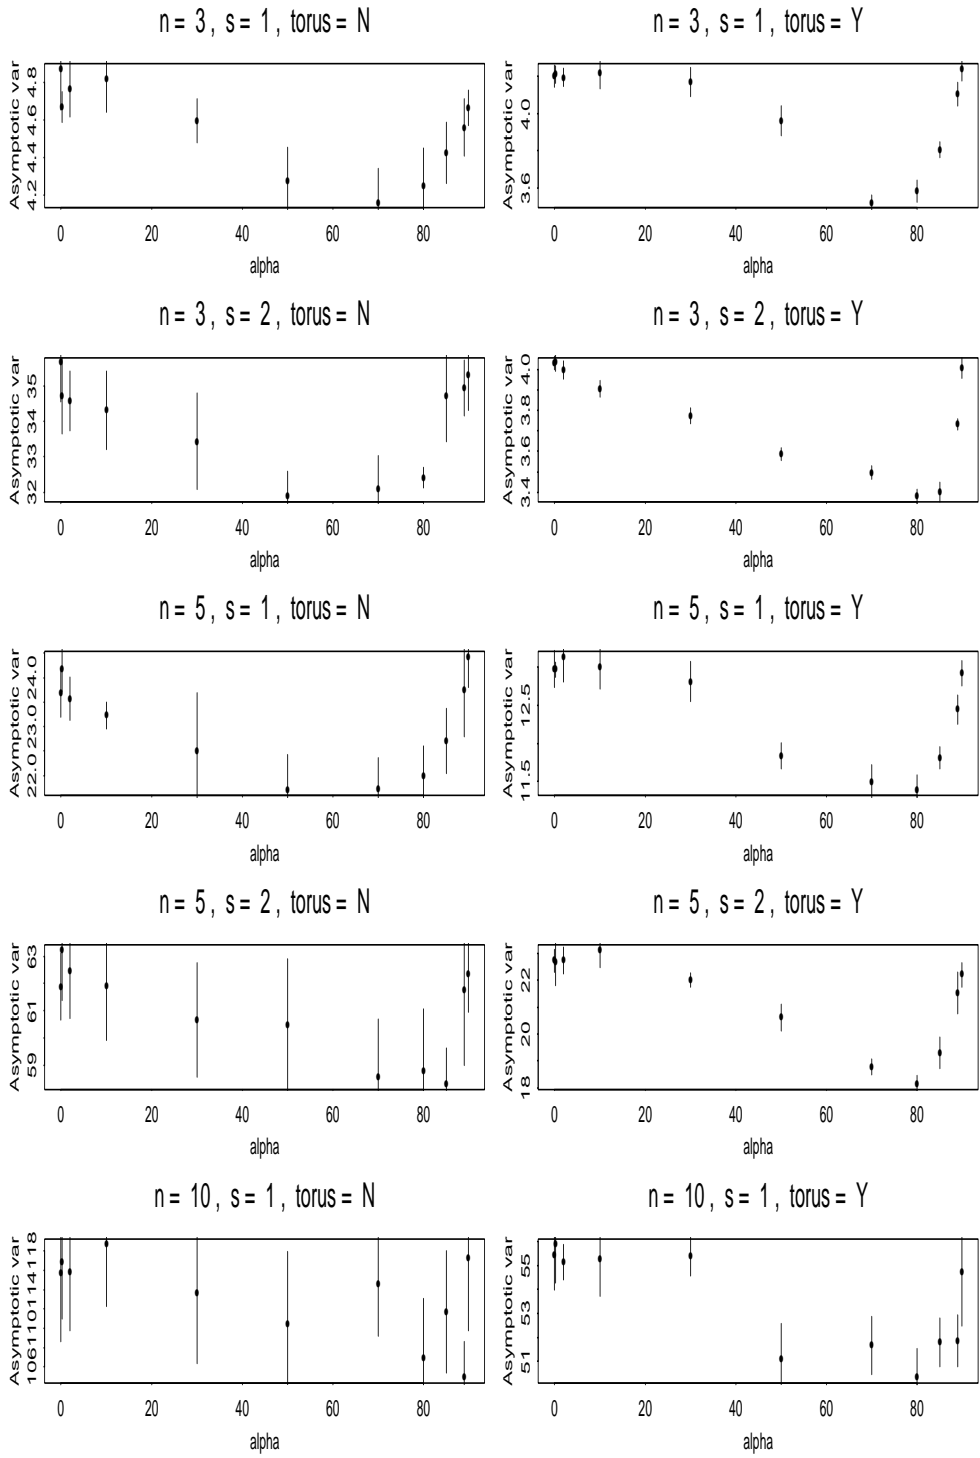 n = 3 , s = 1 , torus = N
Asymptotic var
4.2 4.4 4.6 4.8
0 20 40 60 80
alpha
n = 3 , s = 1 , torus = Y
Asymptotic var
3.6 4.0
0 20 40 60 80
alpha
n = 3 , s = 2 , torus = N
Asymptotic var
32 33 34 35
0 20 40 60 80
alpha
n = 3 , s = 2 , torus = Y
Asymptotic var
3.4 3.6 3.8 4.0
0 20 40 60 80
alpha
n = 5 , s = 1 , torus = N
Asymptotic var
22.0 23.0 24.0
0 20 40 60 80
alpha
n = 5 , s = 1 , torus = Y
Asymptotic var
11.5 12.5
0 20 40 60 80
alpha
n = 5 , s = 2 , torus = N
Asymptotic var
59 61 63
0 20 40 60 80
alpha
n = 5 , s = 2 , torus = Y
Asymptotic var
18 20 22
0 20 40 60 80
alpha
n = 10 , s = 1 , torus = N
Asymptotic var
106 110 114 118
0 20 40 60 80
alpha
n = 10 , s = 1 , torus = Y
Asymptotic var
51 53 55
0 20 40 60 80
alpha